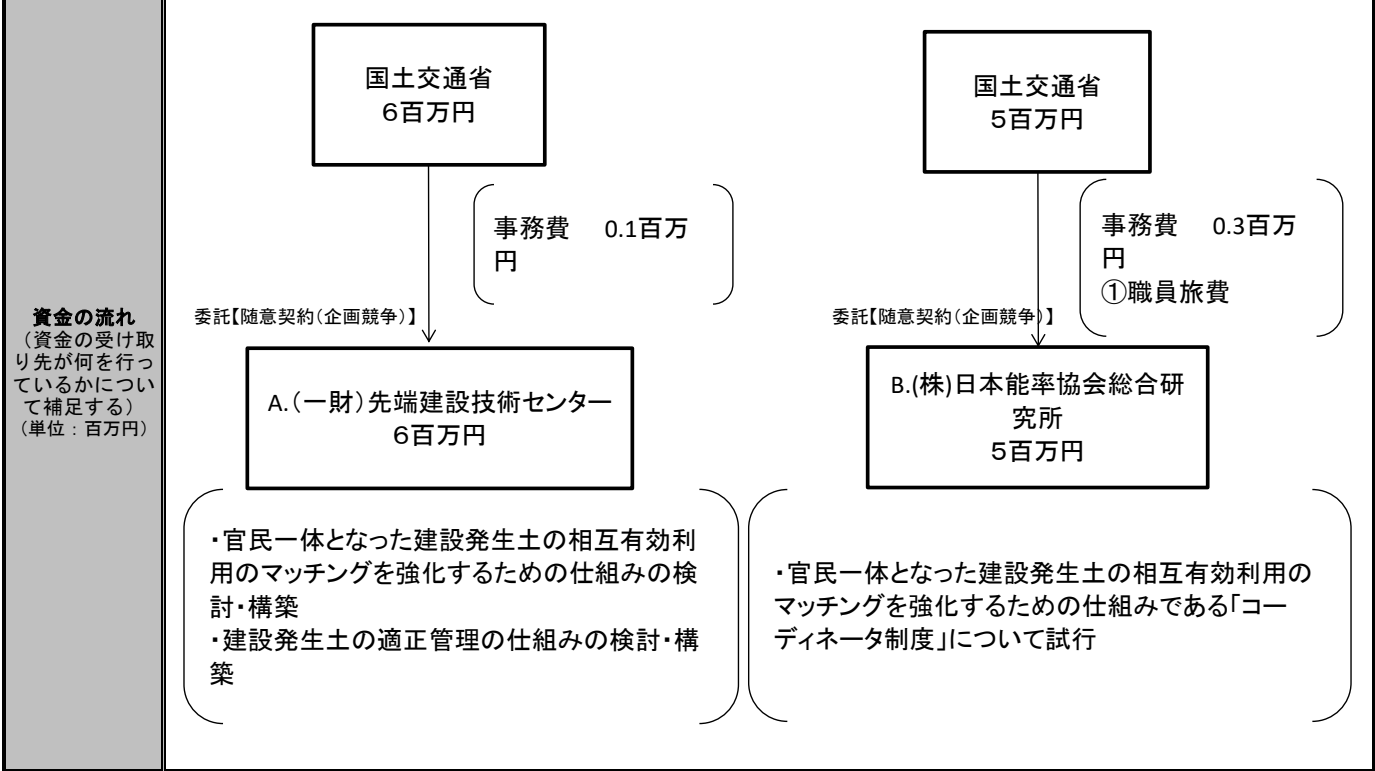 資金の流れ
（資金の受け取
り先が何を行っ
ているかについ
て補足する）
（単位：百万円）
国土交通省
６百万円
事務費　0.1百万
円
委託【随意契約（企画競争）】
A.（一財）先端建設技術センター
６百万円
・官民一体となった建設発生土の相互有効利
用のマッチングを強化するための仕組みの検
討・構築
・建設発生土の適正管理の仕組みの検討・構
築
国土交通省
５百万円
事務費　0.3百万
円
①職員旅費
委託【随意契約（企画競争）】
B.(株)日本能率協会総合研
究所
５百万円
・官民一体となった建設発生土の相互有効利用の
マッチングを強化するための仕組みである「コー
ディネータ制度」について試行